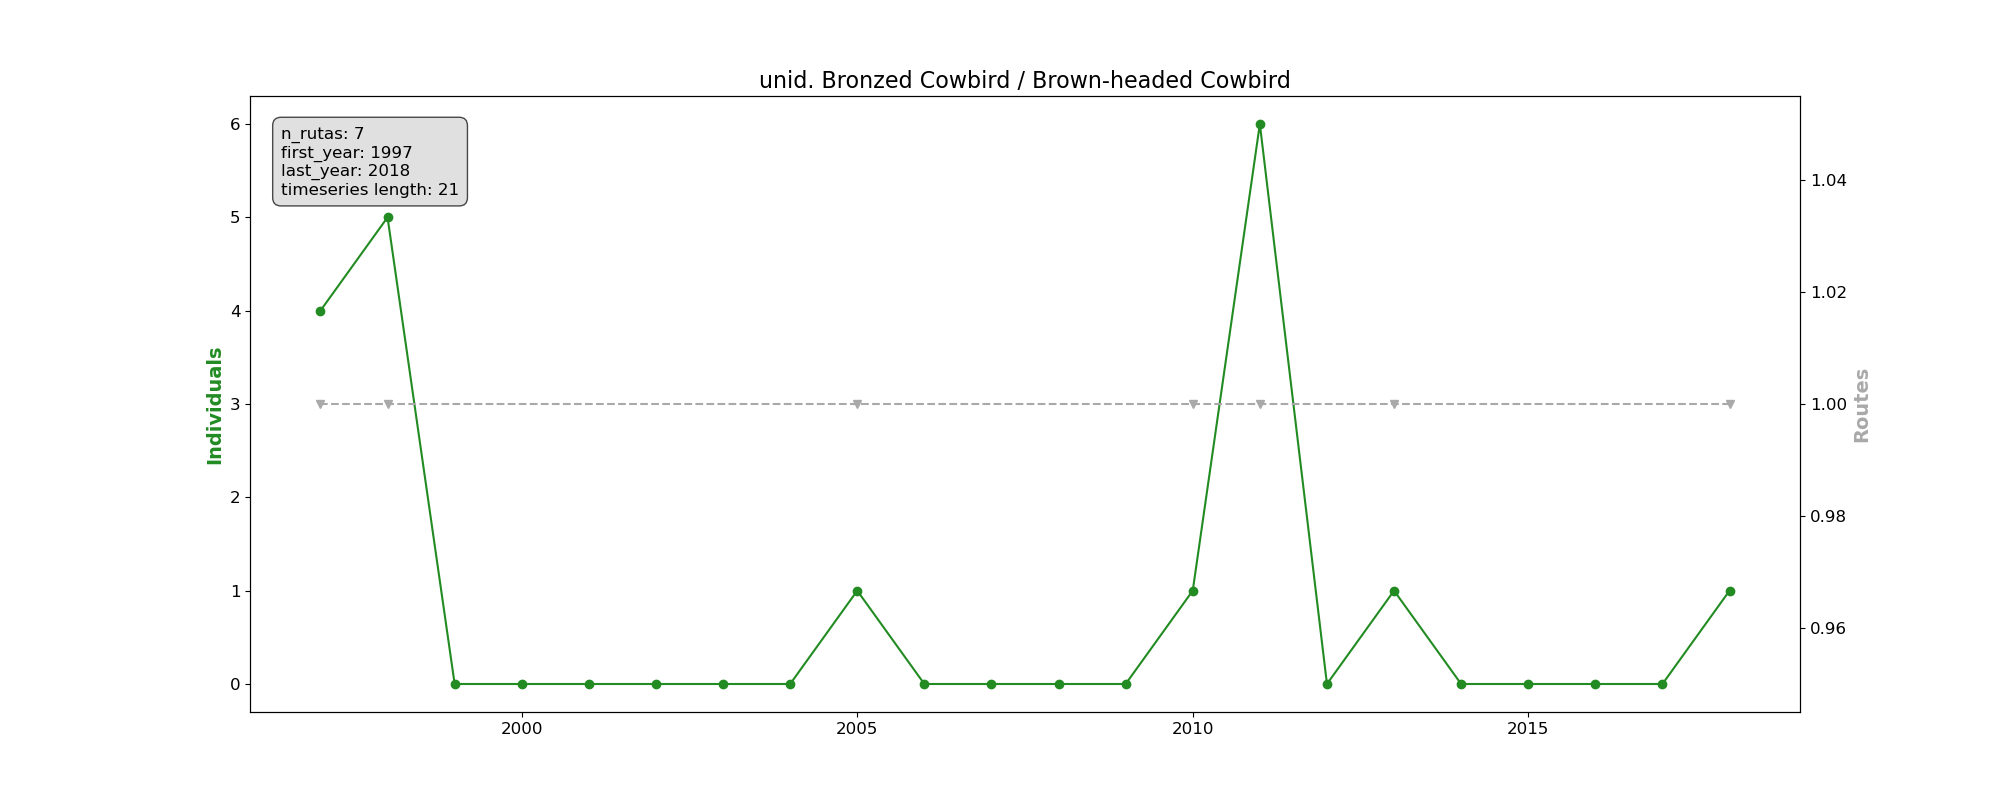 unid. Bronzed Cowbird / Brown-headed Cowbird
n_rutas: 7
first_year: 1997
last_year: 2018
timeseries length: 21
6
5
4
3
2
1
0
Individuals
1.04
1.02
1.00
0.98
0.96
Routes
2000 2005 2010 2015